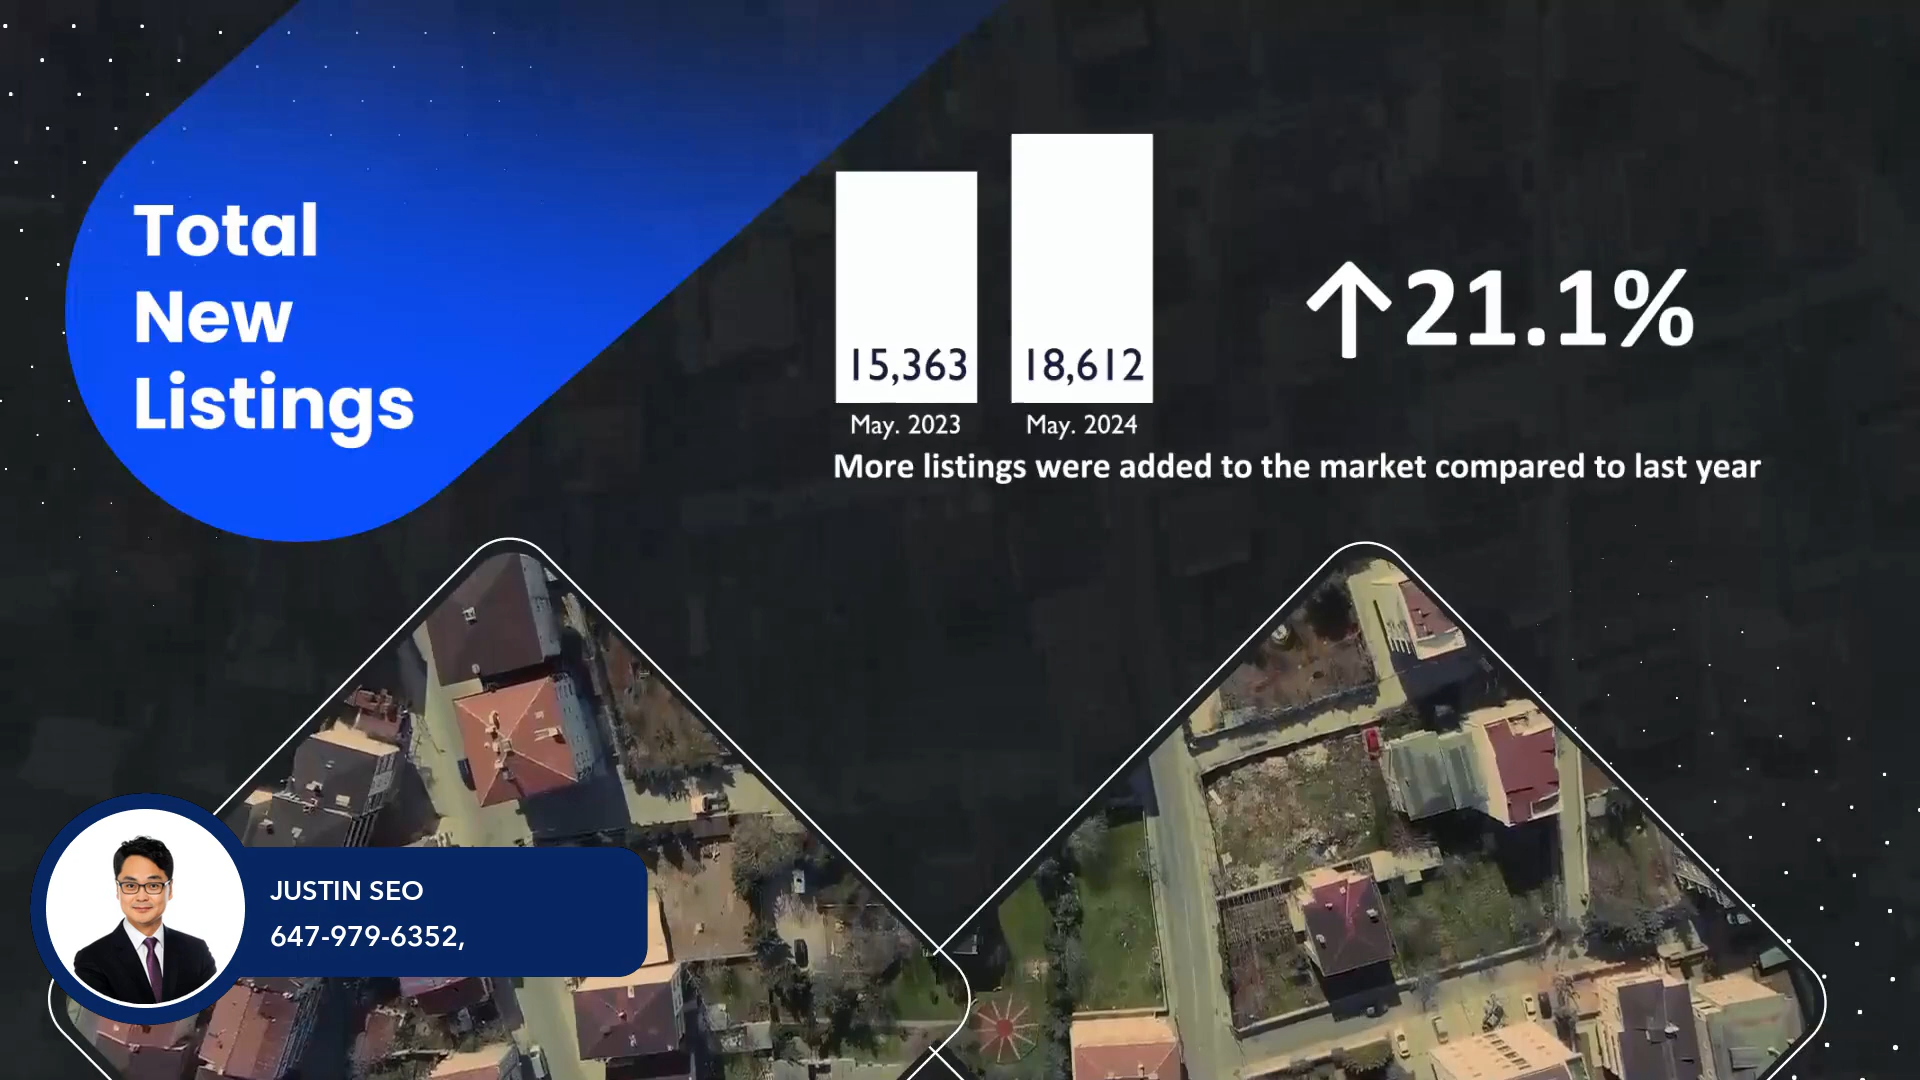 Total
New
Listings
15,363
18,612
May. 2023
May. 2024
↑21.1%
More listings were added to the market compared to last year
JUSTIN SEO
647-979-6352,